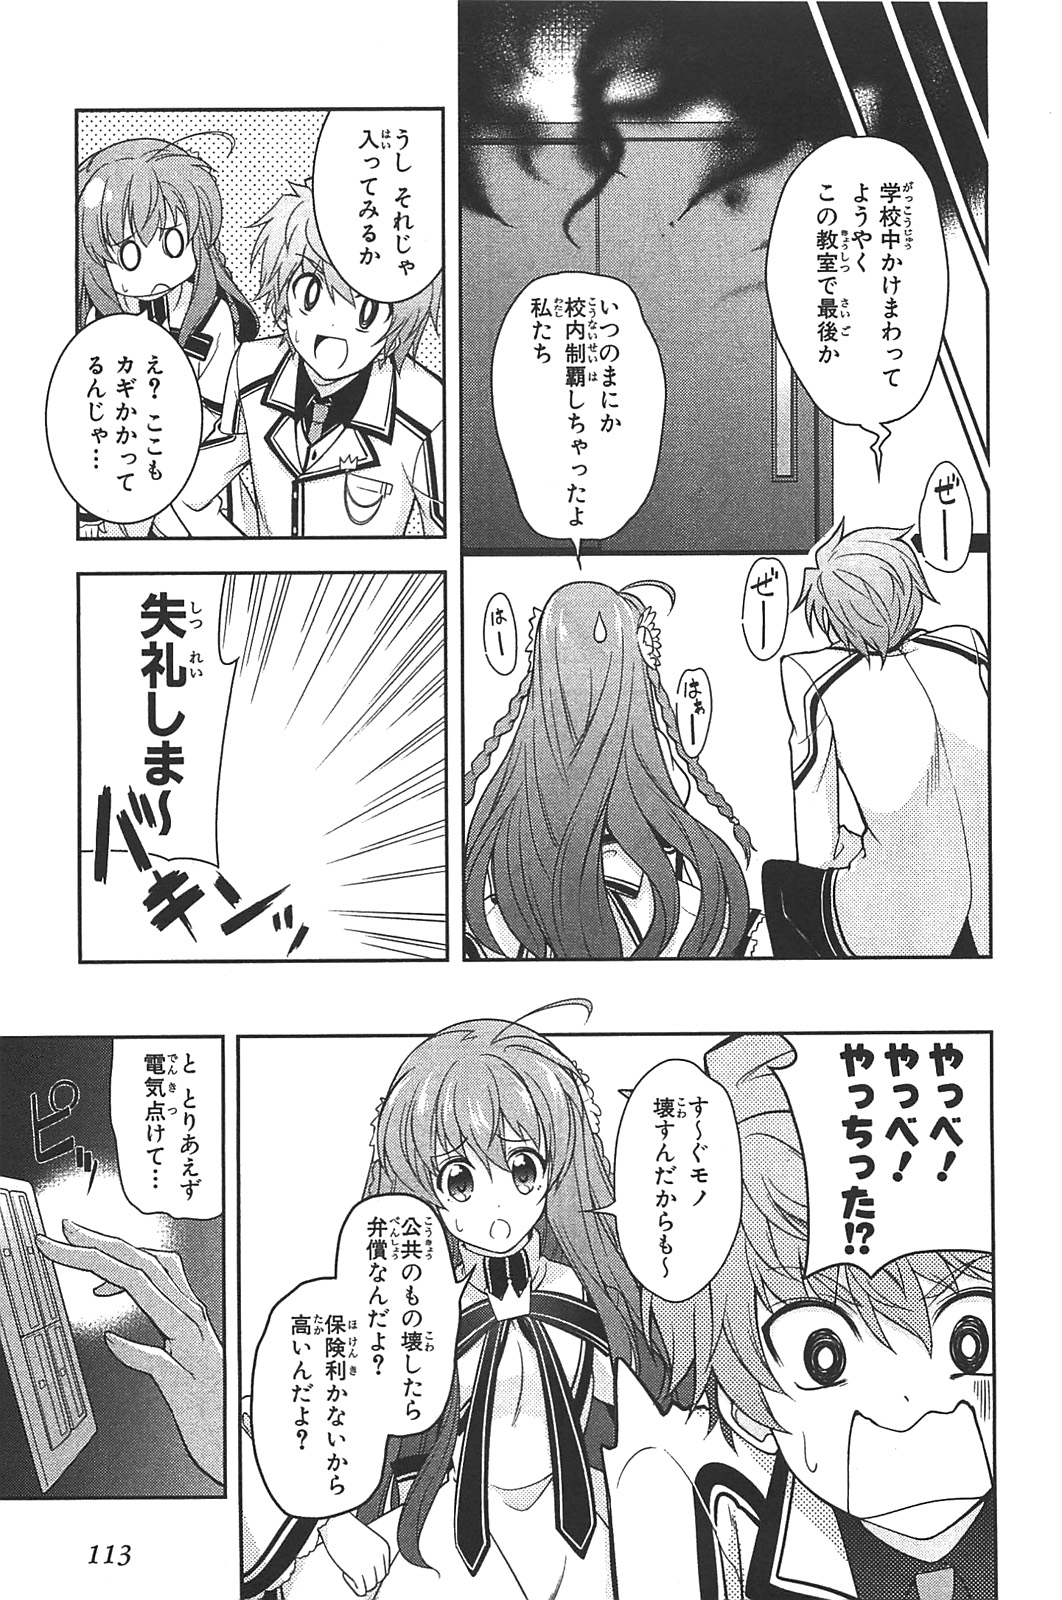 学校中かけまわって
ようやく
この教室で最後か
いつのまにか
校内制覇しちゃったよ
私たち
ぜー
ぜー
はー
はぁー
うし それじゃ
入ってみるか
え？ここも
カギかかって
るんじゃ…
失礼しま〜
バキン
やっべ！
やっべ！
やっちゃった!?
す〜ぐモノ
壊すんだからも〜
公共のもの壊したら
弁償なんだよ？
保険利かないから
高いんだよ？
と とりあえず
電気点けて…
ピッ
113